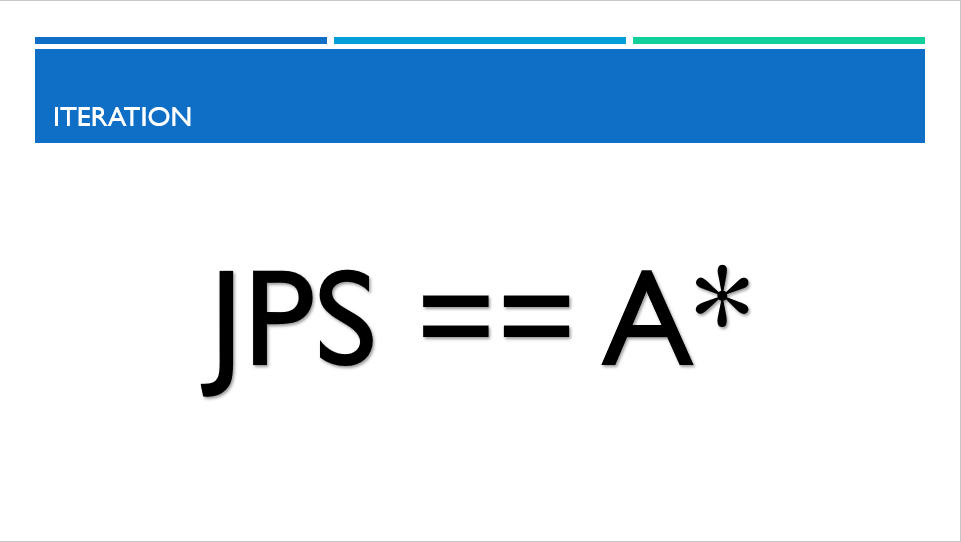 ITERATION
JPS == A*